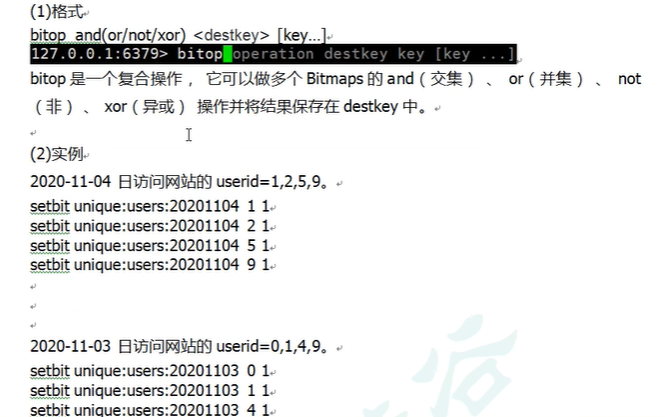 (1)格式
bitop and(or/not/xor) <destkey> [key…]
127.0.0.1:6379> bitop operation destkey key [key ...]
bitop 是一个复合操作， 它可以做多个 Bitmaps 的 and（交集） 、 or（并集） 、 not
（非） 、 xor（异或） 操作并将结果保存在 destkey 中。
(2)实例
2020-11-04 日访问网站的 userid=1,2,5,9。
setbit unique:users:20201104 1 1
setbit unique:users:20201104 2 1
setbit unique:users:20201104 5 1
setbit unique:users:20201104 9 1
2020-11-03 日访问网站的 userid=0,1,4,9。
setbit unique:users:20201103 0 1
setbit unique:users:20201103 1 1
setbit unique:users:20201103 4 1